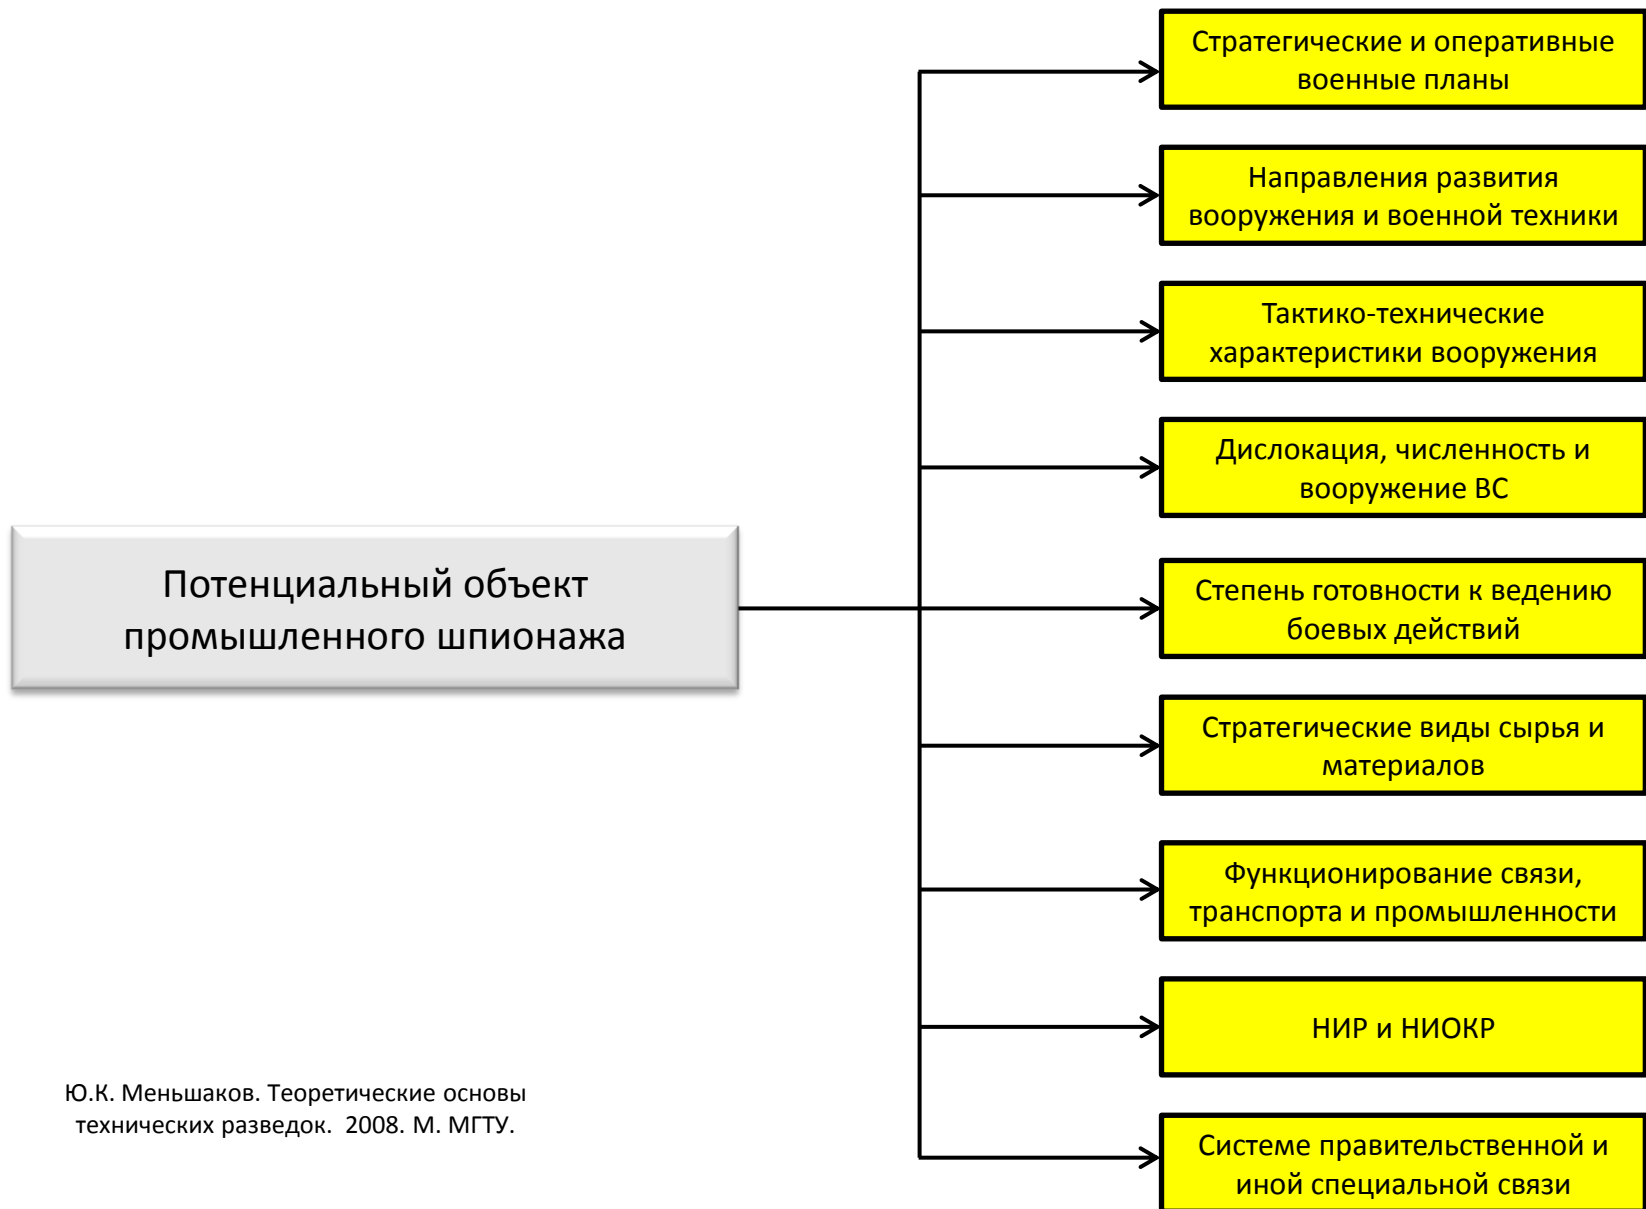 Стратегические и оперативные
военные планы
Направления развития
вооружения и военной техники
Тактико-технические
характеристики вооружения
Дислокация, численность и
вооружение ВС
Потенциальный объект
промышленного шпионажа
Степень готовности к ведению
боевых действий
Стратегические виды сырья и
материалов
Функционирование связи,
транспорта и промышленности
НИР и НИОКР
Ю.К. Меньшаков. Теоретические основы
технических разведок. 2008. М. МГТУ.
Системе правительственной и
иной специальной связи